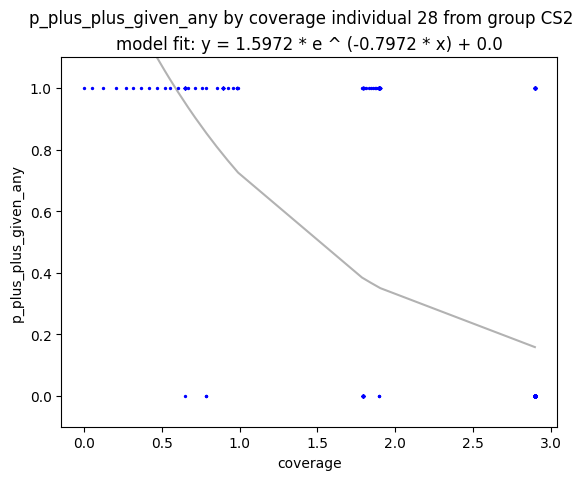 p_plus_plus_given_any by coverage individual 28 from group CS2
model fit: y = 1.5972 * e ^ (-0.7972 * x) + 0.0
p_plus_plus_given_any
1.0
0.8
0.6
0.4
0.2
0.0
0.0 0.5 1.0 1.5 2.0 2.5 3.0
coverage